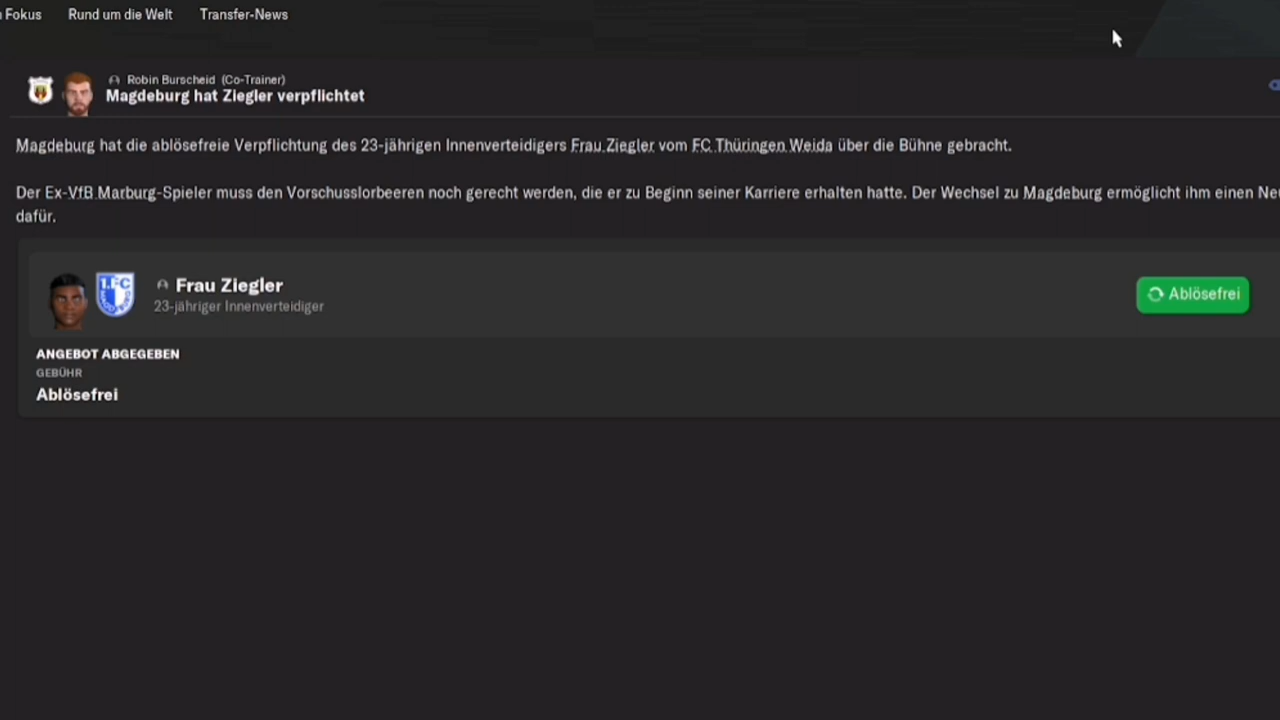 Fokus Rund um die Welt Transfer-News
Robin Burscheid (Co-Trainer)
Magdeburg hat Ziegler verpflichtet
Magdeburg hat die ablösefreie Verpflichtung des 23-jährigen Innenverteidigers Frau Ziegler vom FC Thüringen Weida über die Bühne gebracht.
Der Ex-VfB Marburg-Spieler muss den Vorschusslorbeeren noch gerecht werden, die er zu Beginn seiner Karriere erhalten hatte. Der Wechsel zu Magdeburg ermöglicht ihm einen
dafür.
1.FC
Frau Ziegler
23-jähriger Innenverteidiger
Ablösefrei
ANGEBOT ABGEGEBEN
GEBÜHR
Ablösefrei